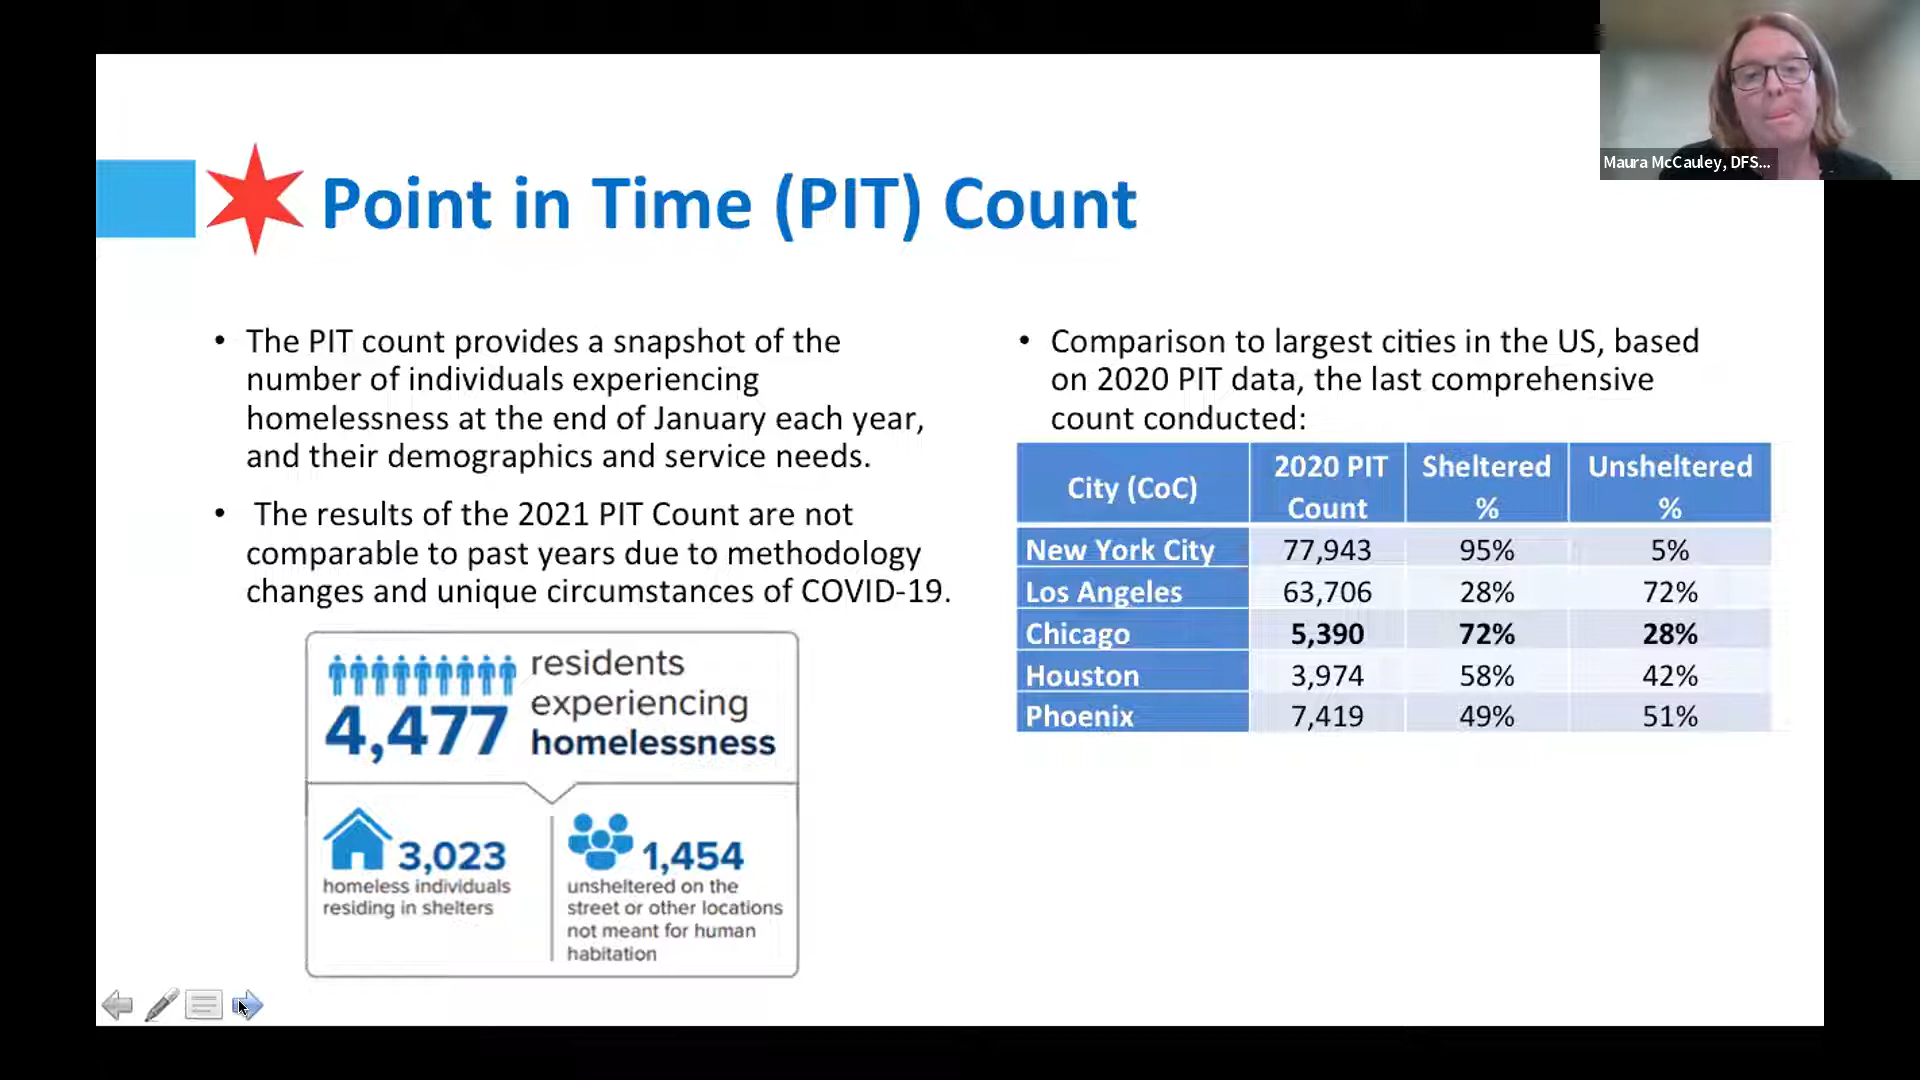 Maura McCauley, DFS...
Point in Time (PIT) Count
• The PIT count provides a snapshot of the
number of individuals experiencing
homelessness at the end of January each year,
and their demographics and service needs.
• The results of the 2021 PIT Count are not
comparable to past years due to methodology
changes and unique circumstances of COVID-19.
4,477
residents
experiencing
homelessness
3,023
homeless individuals
residing in shelters
1,454
unsheltered on the
street or other locations
not meant for human
habitation
• Comparison to largest cities in the US, based
on 2020 PIT data, the last comprehensive
count conducted:
City (CoC) 2020 PIT Count Sheltered % Unsheltered %
New York City 77,943 95% 5%
Los Angeles 63,706 28% 72%
Chicago 5,390 72% 28%
Houston 3,974 58% 42%
Phoenix 7,419 49% 51%